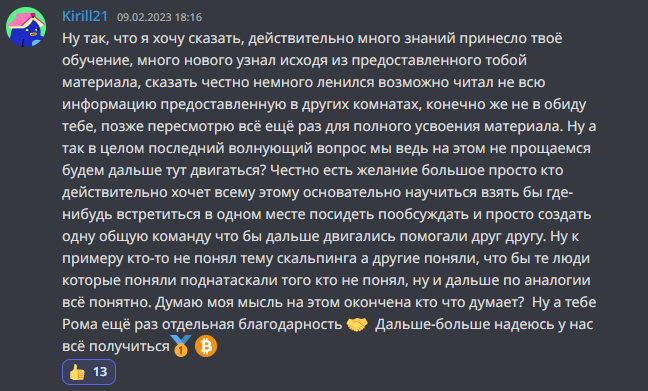 Kirill21 09.02.2023 18:16
Ну так, что я хочу сказать, действительно много знаний принесло твоё
обучение, много нового узнал исходя из предоставленного тобой
материала, сказать честно немного ленился возможно читал не всю
информацию предоставленную в других комнатах, конечно же не в обиду
тебе, позже пересмотрю всё ещё раз для полного усвоения материала. Ну а
так в целом последний волнующий вопрос мы ведь на этом не прощаемся
будем дальше тут двигаться? Честно есть желание большое просто кто
действительно хочет всему этому основательно научиться взять бы где-
нибудь встретиться в одном месте посидеть пообсуждать и просто создать
одну общую команду что бы дальше двигались помогали друг другу. Ну к
примеру кто-то не понял тему скальпинга а другие поняли, что бы те люди
которые поняли поднатаскали того кто не понял, ну и дальше по аналогии
всё понятно. Думаю моя мысль на этом окончена кто что думает? Ну а тебе
Рома ещё раз отдельная благодарность 🤝 Дальше-больше надеюсь у нас
всё получиться🥇₿
👍 13